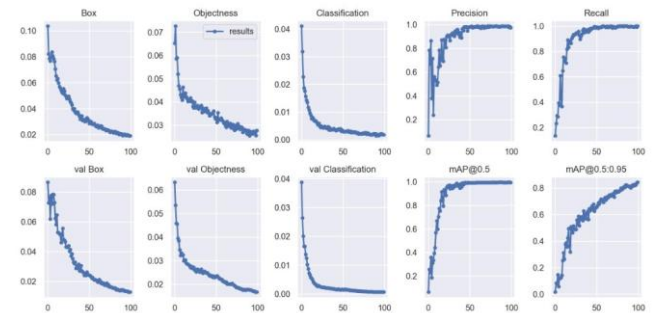 Box
Objectness
Classification
Precision
Recall
results
0.10
0.08
0.06
0.04
0.02
0 50 100
0.07
0.06
0.05
0.04
0.03
0 50 100
0.04
0.03
0.02
0.01
0.00
0 50 100
1.0
0.8
0.6
0.4
0.2
0 50 100
1.0
0.8
0.6
0.4
0.2
0 50 100
val Box
val Objectness
val Classification
mAP@0.5
mAP@0.5:0.95
0.08
0.06
0.04
0.02
0 50 100
0.06
0.05
0.04
0.03
0.02
0 50 100
0.04
0.03
0.02
0.01
0.00
0 50 100
1.0
0.8
0.6
0.4
0.2
0 50 100
0.8
0.6
0.4
0.2
0.0
0 50 100